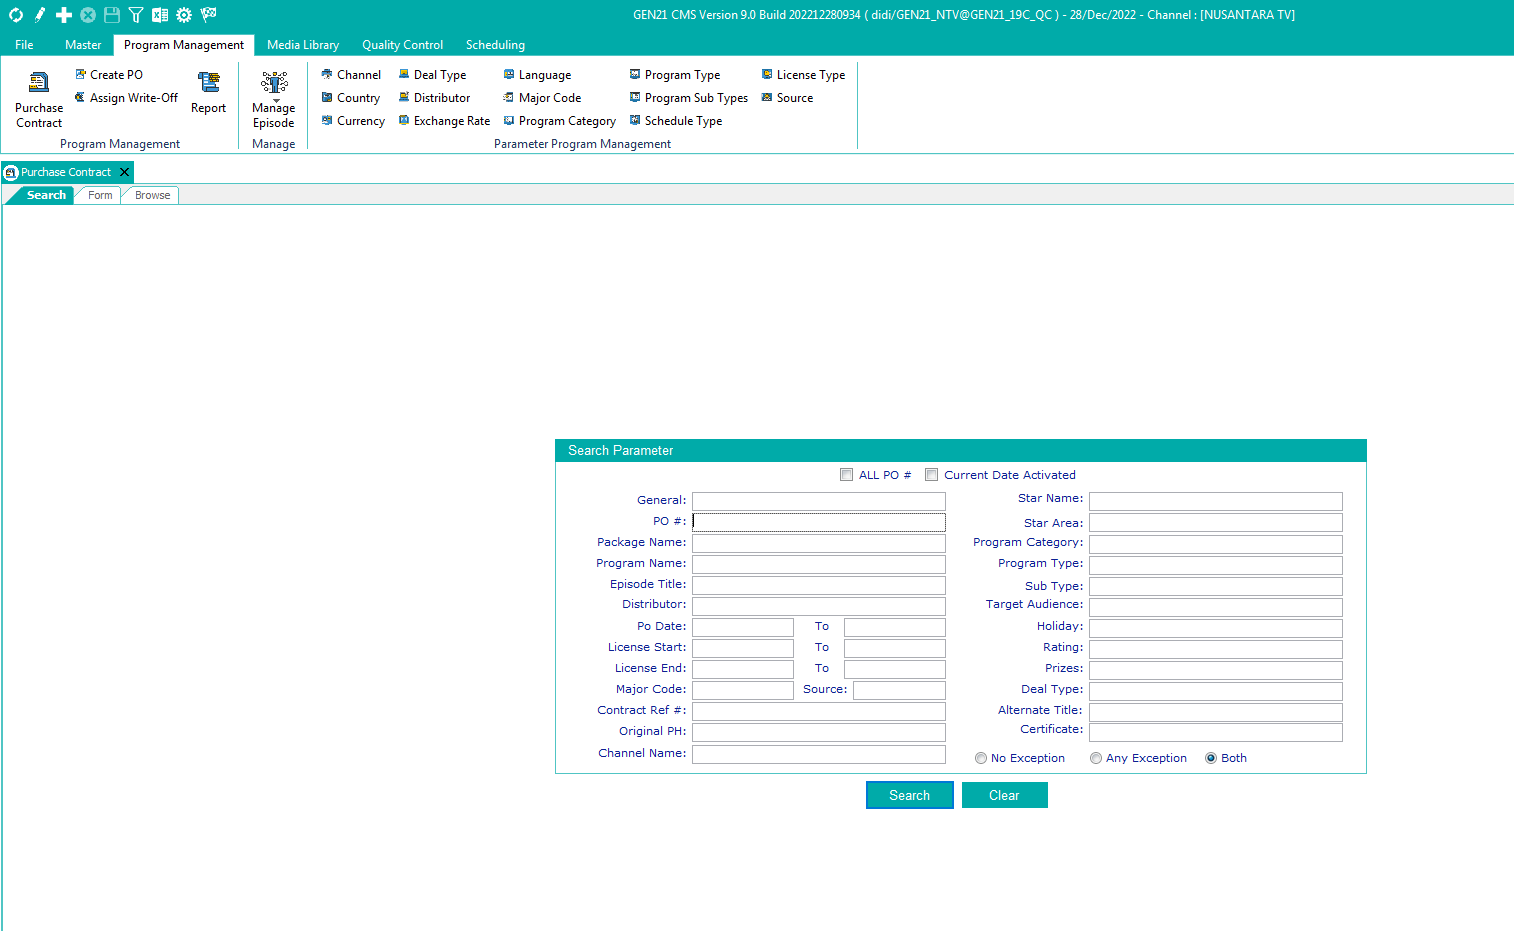 GEN21 CMS Version 9.0 Build 202212280934 ( didi/GEN21_NTV@GEN21_19C_QC ) - 28/Dec/2022 - Channel : [NUSANTARA TV]
File Master Program Management Media Library Quality Control Scheduling
Purchase Contract
Create PO
Assign Write-Off
Report
Program Management
Manage Episode
Manage
Channel Deal Type Language Program Type License Type
Country Distributor Major Code Program Sub Types Source
Currency Exchange Rate Program Category Schedule Type
Parameter Program Management
Purchase Contract
Search Form Browse
Search Parameter
ALL PO # Current Date Activated
General: Star Name:
PO #: Star Area:
Package Name: Program Category:
Program Name: Program Type:
Episode Title: Sub Type:
Distributor: Target Audience:
Po Date: To Holiday:
License Start: To Rating:
License End: To Prizes:
Major Code: Source: Deal Type:
Contract Ref #: Alternate Title:
Original PH: Certificate:
Channel Name: No Exception Any Exception Both
Search Clear